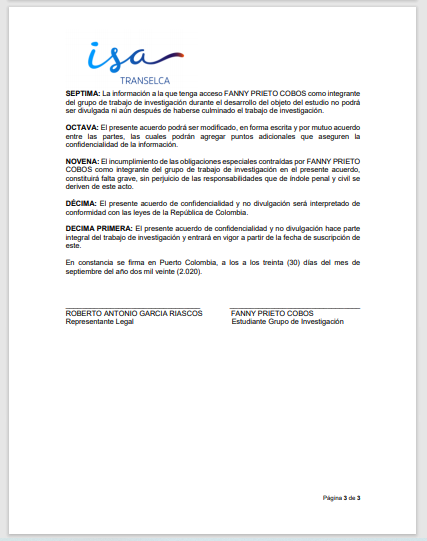 isa
TRANSELCA
SEPTIMA: La información a la que tenga acceso FANNY PRIETO COBOS como integrante
del grupo de trabajo de investigación durante el desarrollo del objeto del estudio no podrá
ser divulgada ni aún después de haberse culminado el trabajo de investigación.
OCTAVA: El presente acuerdo podrá ser modificado, en forma escrita y por mutuo acuerdo
entre las partes, las cuales podrán agregar puntos adicionales que aseguren la
confidencialidad de la información.
NOVENA: El incumplimiento de las obligaciones especiales contraídas por FANNY PRIETO
COBOS como integrante del grupo de trabajo de investigación en el presente acuerdo,
constituirá falta grave, sin perjuicio de las responsabilidades que de índole penal y civil se
deriven de este acto.
DÉCIMA: El presente acuerdo de confidencialidad y no divulgación será interpretado de
conformidad con las leyes de la República de Colombia.
DECIMA PRIMERA: El presente acuerdo de confidencialidad y no divulgación hace parte
integral del trabajo de investigación y entrará en vigor a partir de la fecha de suscripción de
este.
En constancia se firma en Puerto Colombia, a los a los treinta (30) días del mes de
septiembre del año dos mil veinte (2.020).
ROBERTO ANTONIO GARCIA RIASCOS FANNY PRIETO COBOS
Representante Legal Estudiante Grupo de Investigación
Página 3 de 3